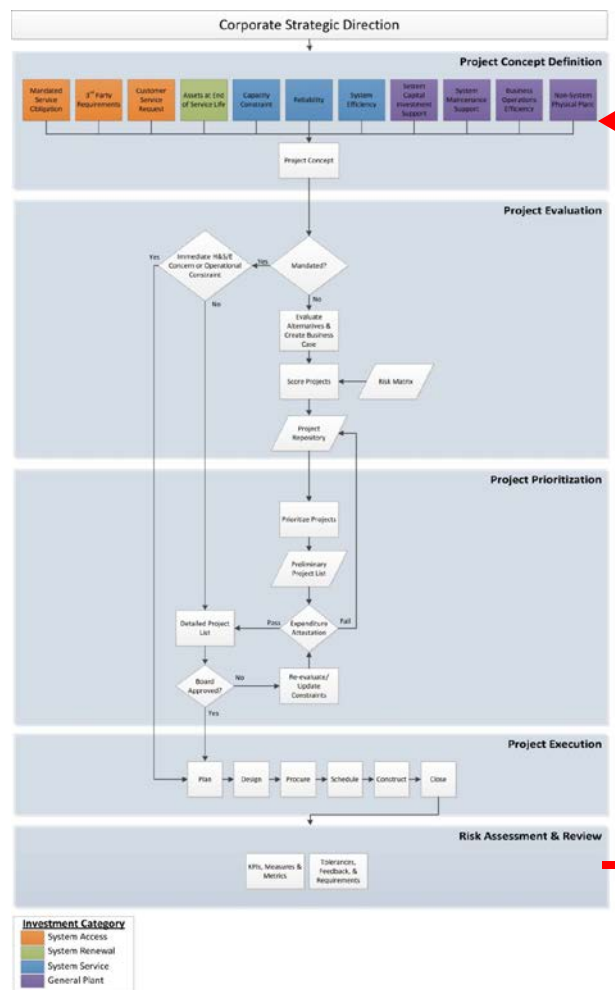 Corporate Strategic Direction
Project Concept Definition
Mandated
Service
Obligation
3rd Party
Requirements
Customer
Service
Request
Assets at End
of Service Life
Capacity
Constraint
Reliability
System
Efficiency
System
Capital
Investment
Support
System
Maintenance
Support
Business
Operations
Efficiency
Non-System
Physical Plant
Project Concept
Project Evaluation
Yes
Immediate H&S/E
Concern or Operational
Constraint
Yes
Mandated?
No
No
Evaluate
Alternatives &
Create Business
Case
Score Projects
Risk Matrix
Project
Repository
Project Prioritization
Prioritize Projects
Preliminary
Project List
Detailed Project
List
Pass
Expenditure
Attestation
Fail
Board
Approved?
No
Re-evaluate/
Update
Constraints
Yes
Project Execution
Plan
Design
Procure
Schedule
Construct
Close
Risk Assessment & Review
KPIs, Measures &
Metrics
Tolerances,
Feedback, &
Requirements
Investment Category
System Access
System Renewal
System Service
General Plant